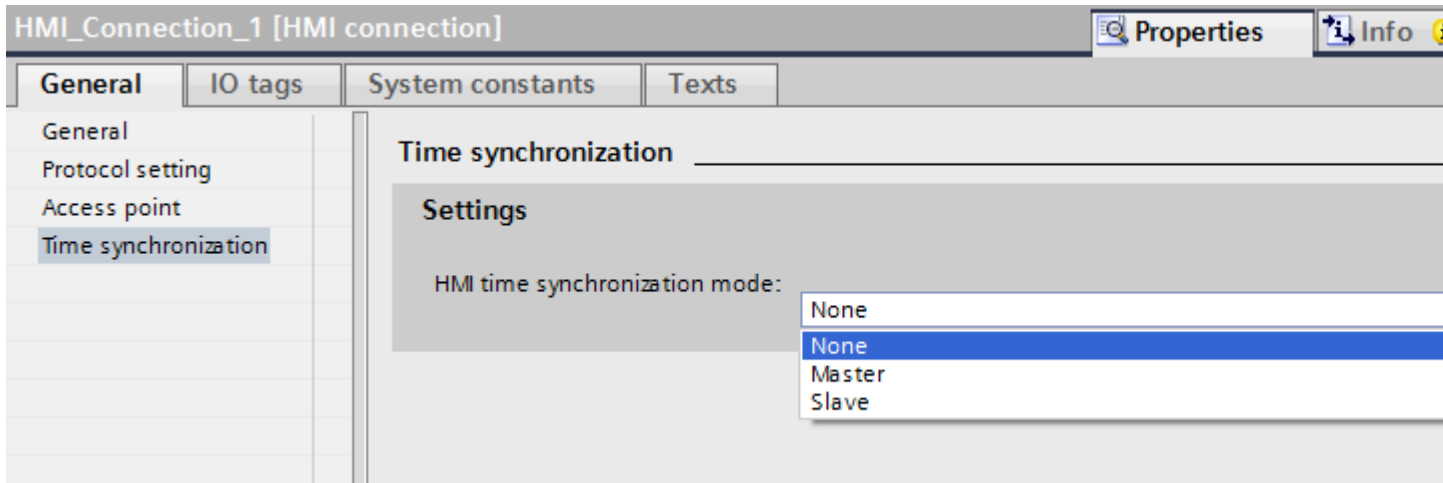 HMI_Connection_1 [HMI connection]
Properties
Info
General
IO tags
System constants
Texts
General
Protocol setting
Access point
Time synchronization
Time synchronization
Settings
HMI time synchronization mode:
None
None
Master
Slave